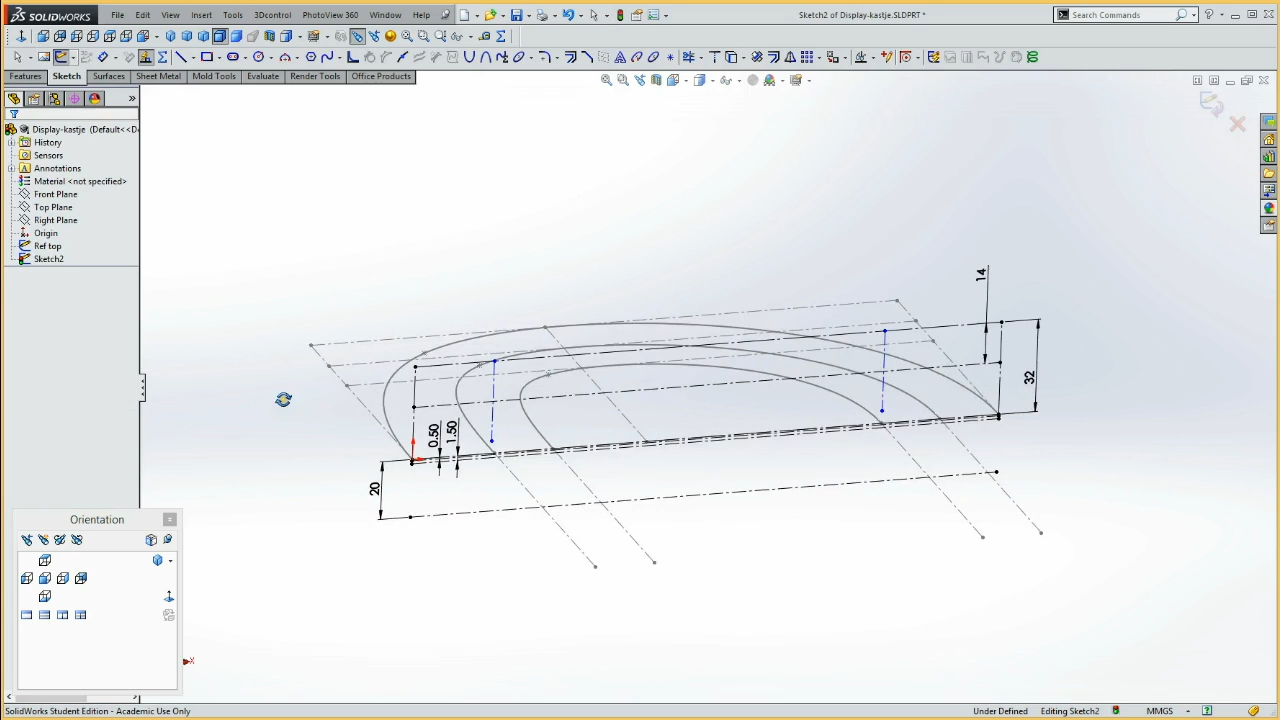 SOLIDWORKS File Edit View Insert Tools 3Dcontrol PhotoView 360 Window Help Sketch2 of Display-kastje.SLDPRT * Search Commands
Features Sketch Surfaces Sheet Metal Mold Tools Evaluate Render Tools Office Products
Display-kastje (Default<<D
History
Sensors
Annotations
Material <not specified>
Front Plane
Top Plane
Right Plane
Origin
Ref top
Sketch2
14
32
0.50
1.50
20
Orientation
X
SolidWorks Student Edition - Academic Use Only Under Defined Editing Sketch2 MMGS